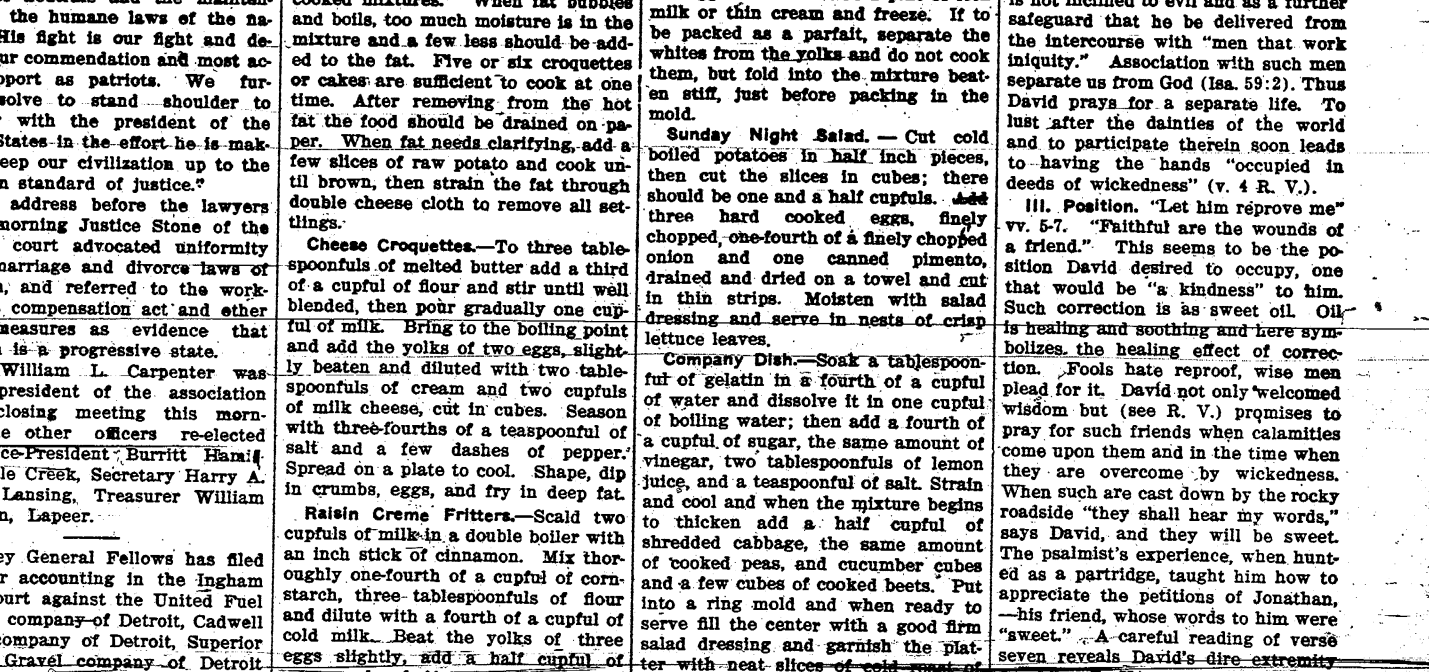 the humane laws of the na-
His fight is our fight and de-
ur commendation and most ac-
pport as patriots. We fur-
solve to stand shoulder to
with the president of the
States in the effort he is mak-
eep our civilization up to the
n standard of justice."
address before the lawyers
morning Justice Stone of the
court advocated uniformity
marriage and divorce laws of
, and referred to the work-
compensation act and other
measures as evidence that
is a progressive state.
William L. Carpenter was
president of the association
closing meeting this morn-
e other officers re-elected
ce-President Burritt Hamil-
le Creek, Secretary Harry A.
Lansing, Treasurer William
n, Lapeer.
ey General Fellows has filed
r accounting in the Ingham
ourt against the United Fuel
company of Detroit, Cadwell
company of Detroit, Superior
Gravel company of Detroit
cooked mixtures. When fat bubbles
and boils, too much moisture is in the
mixture and a few less should be add-
ed to the fat. Five or six croquettes
or cakes are sufficient to cook at one
time. After removing from the hot
fat the food should be drained on pa-
per. When fat needs clarifying, add a
few slices of raw potato and cook un-
til brown, then strain the fat through
double cheese cloth to remove all set-
tlings.
Cheese Croquettes.—To three table-
spoonfuls of melted butter add a third
of a cupful of flour and stir until well
blended, then pour gradually one cup-
ful of milk. Bring to the boiling point
and add the yolks of two eggs, slight-
ly beaten and diluted with two table-
spoonfuls of cream and two cupfuls
of milk cheese, cut in cubes. Season
with three-fourths of a teaspoonful of
salt and a few dashes of pepper.
Spread on a plate to cool. Shape, dip
in crumbs, eggs, and fry in deep fat.
Raisin Creme Fritters.—Scald two
cupfuls of milk in a double boiler with
an inch stick of cinnamon. Mix thor-
oughly one-fourth of a cupful of corn-
starch, three tablespoonfuls of flour
and dilute with a fourth of a cupful of
cold milk. Beat the yolks of three
eggs slightly, add a half cupful of
milk or thin cream and freeze. If to
be packed as a parfait, separate the
whites from the yolks and do not cook
them, but fold into the mixture beat-
en stiff, just before packing in the
mold.
Sunday Night Salad. — Cut cold
boiled potatoes in half inch pieces,
then cut the slices in cubes; there
should be one and a half cupfuls. Add
three hard cooked eggs, finely
chopped, one-fourth of a finely chopped
onion and one canned pimento,
drained and dried on a towel and cut
in thin strips. Moisten with salad
dressing and serve in nests of crisp
lettuce leaves.
Company Dish.—Soak a tablespoon-
ful of gelatin in a fourth of a cupful
of water and dissolve it in one cupful
of boiling water; then add a fourth of
a cupful of sugar, the same amount of
vinegar, two tablespoonfuls of lemon
juice, and a teaspoonful of salt. Strain
and cool and when the mixture begins
to thicken add a half cupful of
shredded cabbage, the same amount
of cooked peas, and cucumber cubes
and a few cubes of cooked beets. Put
into a ring mold and when ready to
serve fill the center with a good firm
salad dressing and garnish the plat-
ter with neat slices of cold roast of
is not inclined to evil and as a further
safeguard that he be delivered from
the intercourse with "men that work
iniquity." Association with such men
separate us from God (Isa. 59:2). Thus
David prays for a separate life. To
lust after the dainties of the world
and to participate therein soon leads
to having the hands "occupied in
deeds of wickedness" (v. 4 R. V.).
III. Position. "Let him reprove me"
vv. 5-7. "Faithful are the wounds of
a friend." This seems to be the po-
sition David desired to occupy, one
that would be "a kindness" to him.
Such correction is as sweet oil. Oil
is healing and soothing and here sym-
bolizes the healing effect of correc-
tion. Fools hate reproof, wise men
plead for it. David not only welcomed
wisdom but (see R. V.) promises to
pray for such friends when calamities
come upon them and in the time when
they are overcome by wickedness.
When such are cast down by the rocky
roadside "they shall hear my words,"
says David, and they will be sweet.
The psalmist's experience, when hunt-
ed as a partridge, taught him how to
appreciate the petitions of Jonathan,
—his friend, whose words to him were
"sweet." A careful reading of verse
seven reveals David's dire extremity